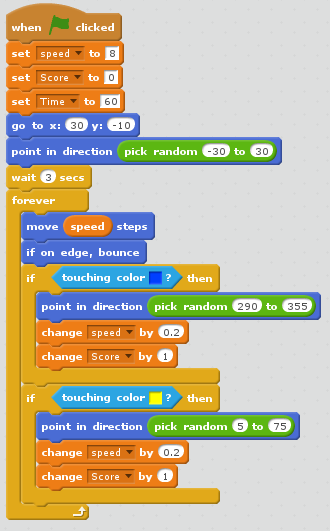 when clicked
set speed to 8
set Score to 0
set Time to 60
go to x: 30 y: -10
point in direction pick random -30 to 30
wait 3 secs
forever
move speed steps
if on edge, bounce
if touching color ? then
point in direction pick random 290 to 355
change speed by 0.2
change Score by 1
if touching color ? then
point in direction pick random 5 to 75
change speed by 0.2
change Score by 1